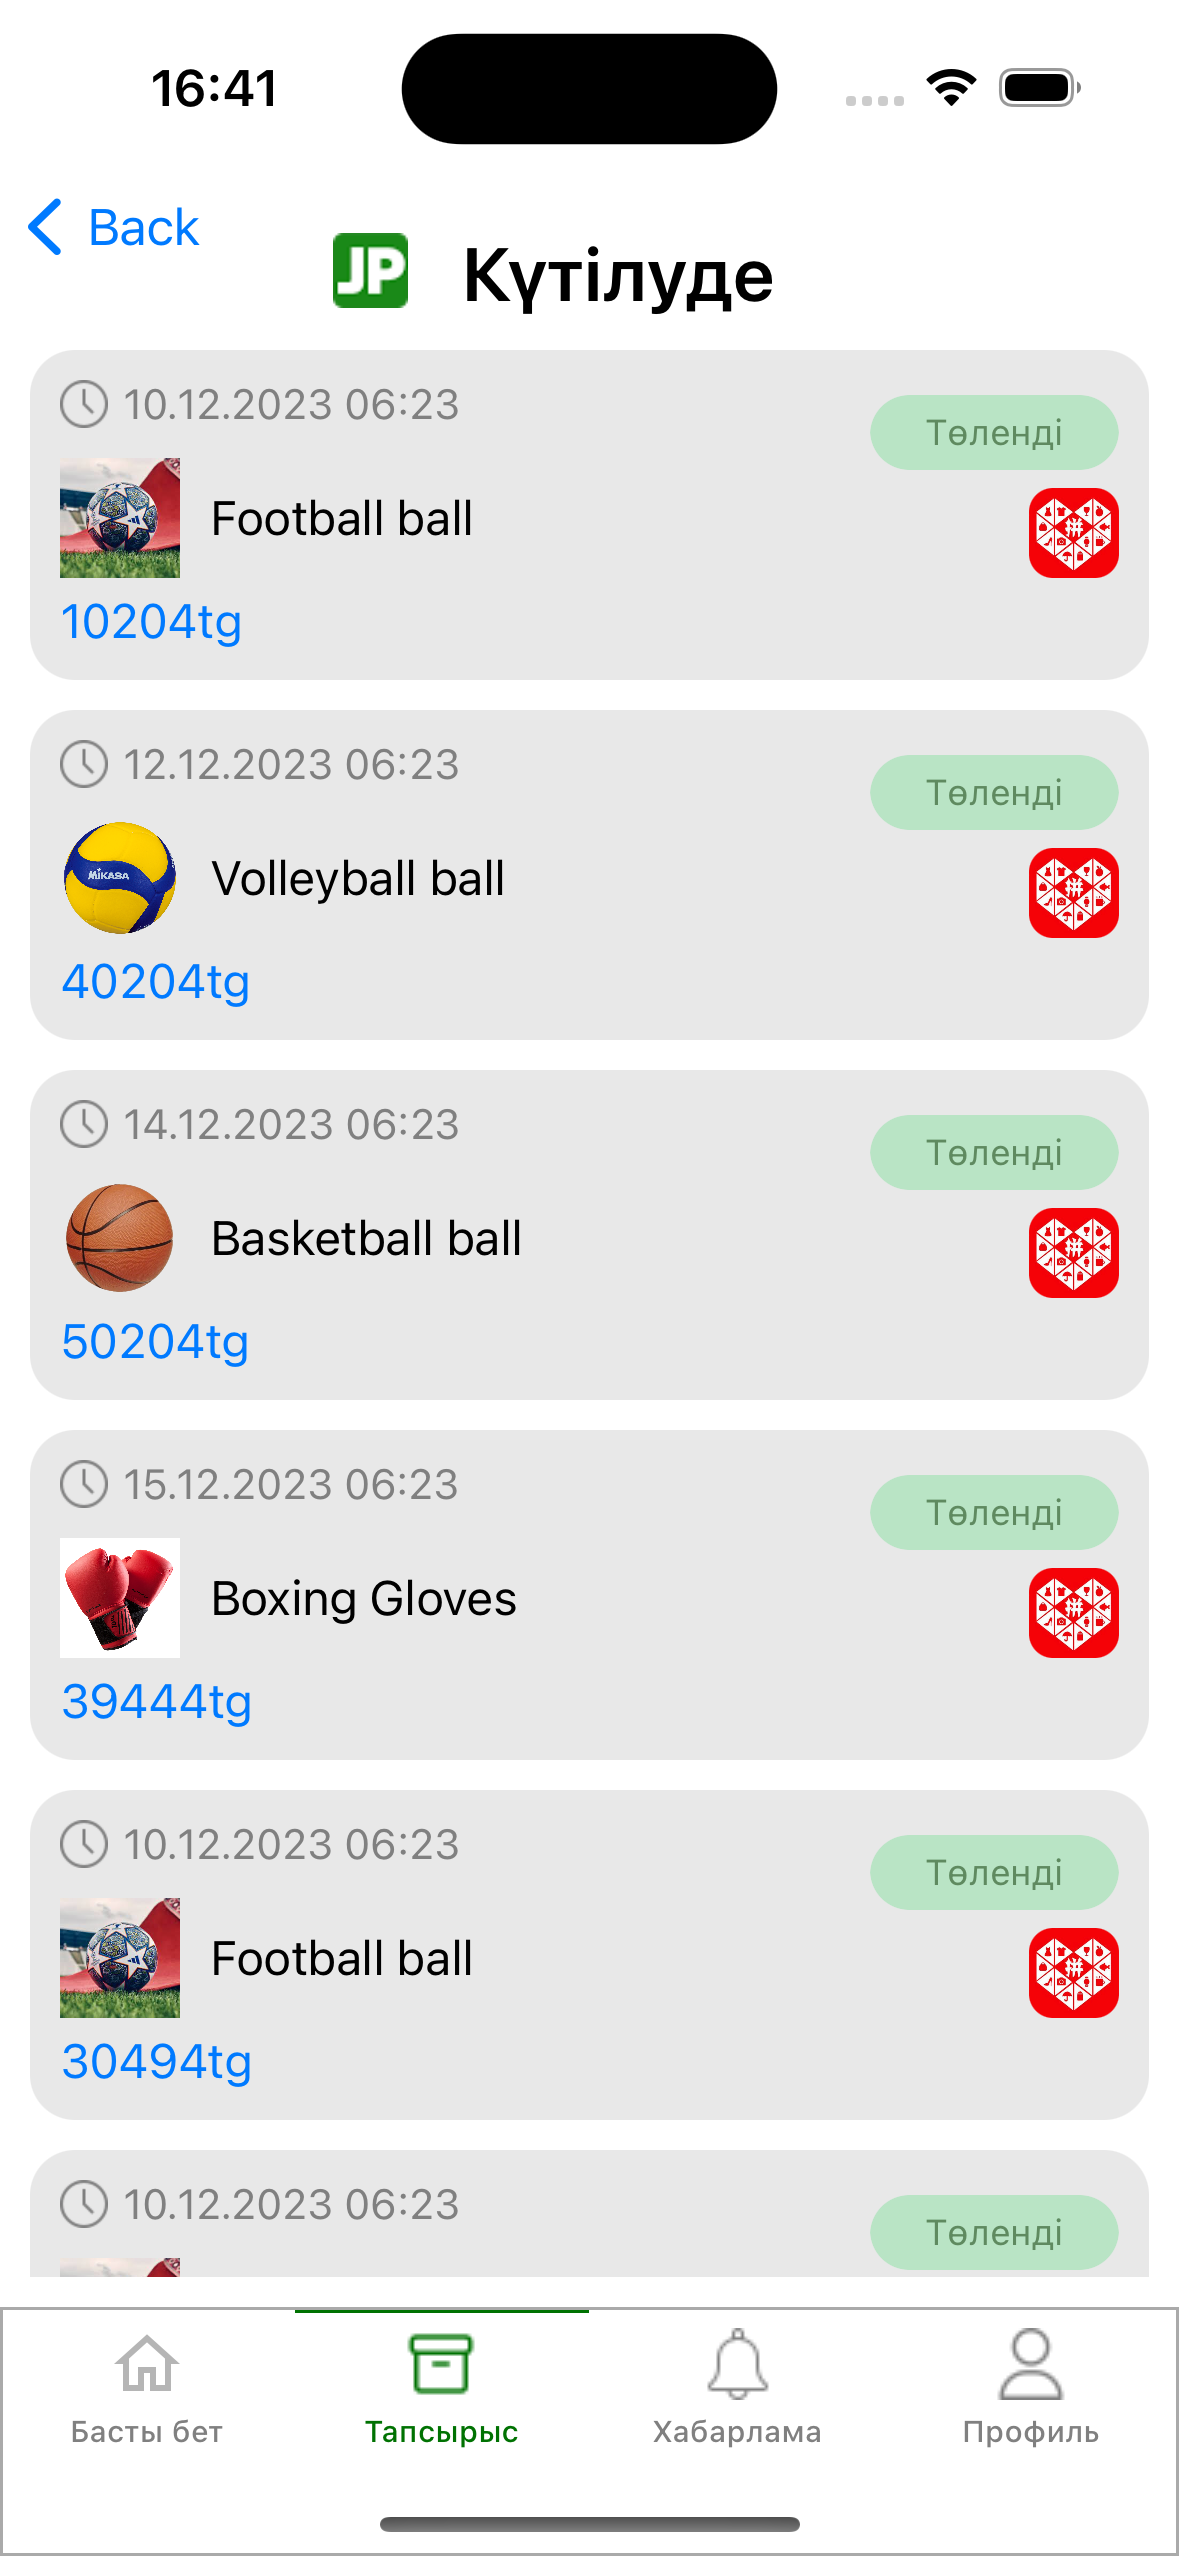 16:41
Back
JP Күтілуде
10.12.2023 06:23
Төленді
Football ball
10204tg
12.12.2023 06:23
Төленді
MIKASA
Volleyball ball
40204tg
14.12.2023 06:23
Төленді
Basketball ball
50204tg
15.12.2023 06:23
Төленді
Boxing Gloves
39444tg
10.12.2023 06:23
Төленді
Football ball
30494tg
10.12.2023 06:23
Төленді
Басты бет Тапсырыс Хабарлама Профиль